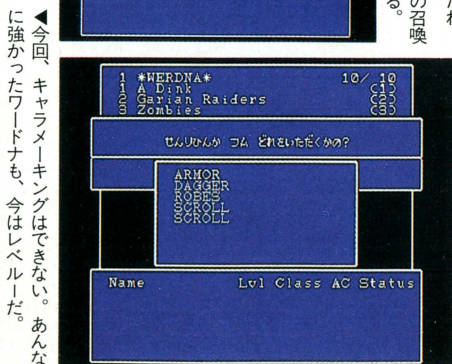 の召喚
る。
1 *WERDNA* 10/ 10
1 A Dink (1)
2 Garian Raiders (2)
3 Zombies (3)
せんりひんか コム どれをいただくかの?
ARMOR
DAGGER
ROBES
SCROLL
SCROLL
Name Lvl Class AC Status
◀今回、キャラメーキングはできない。あんな
に強かったワードナも、今はレベル一だ。